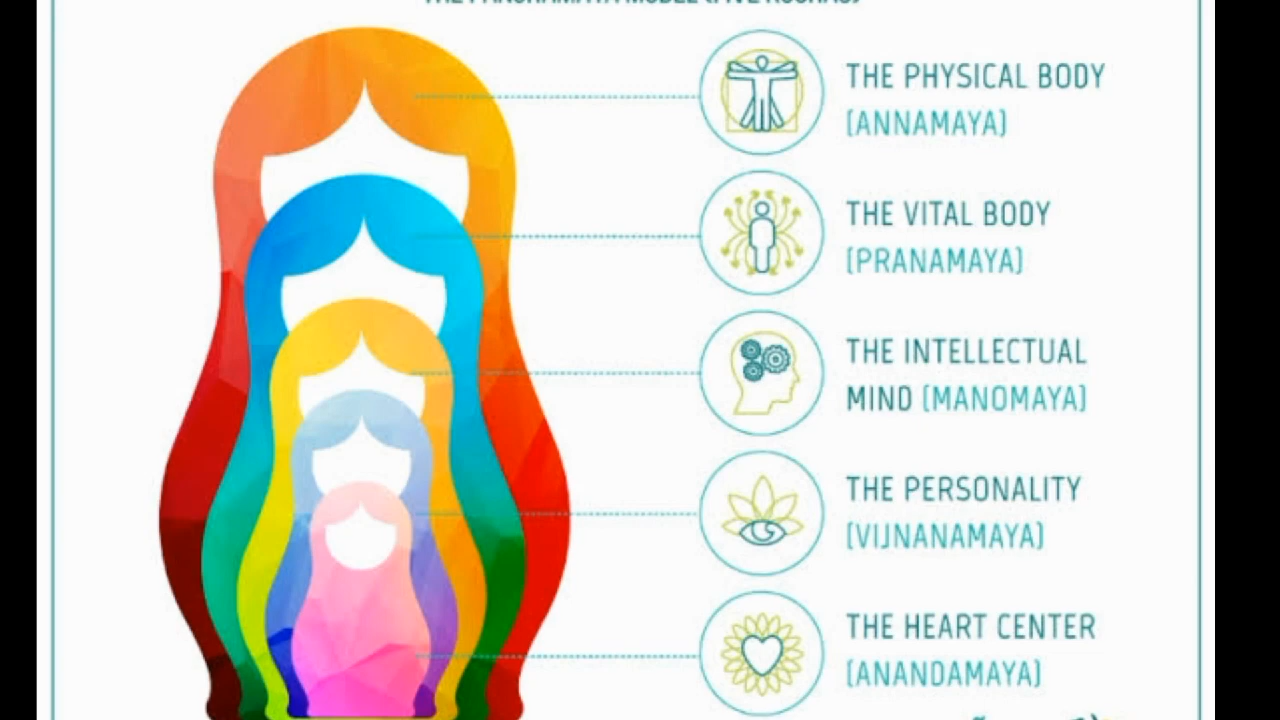 THE PHYSICAL BODY
(ANNAMAYA)
THE VITAL BODY
(PRANAMAYA)
THE INTELLECTUAL
MIND (MANOMAYA)
THE PERSONALITY
(VIJNANAMAYA)
THE HEART CENTER
(ANANDAMAYA)